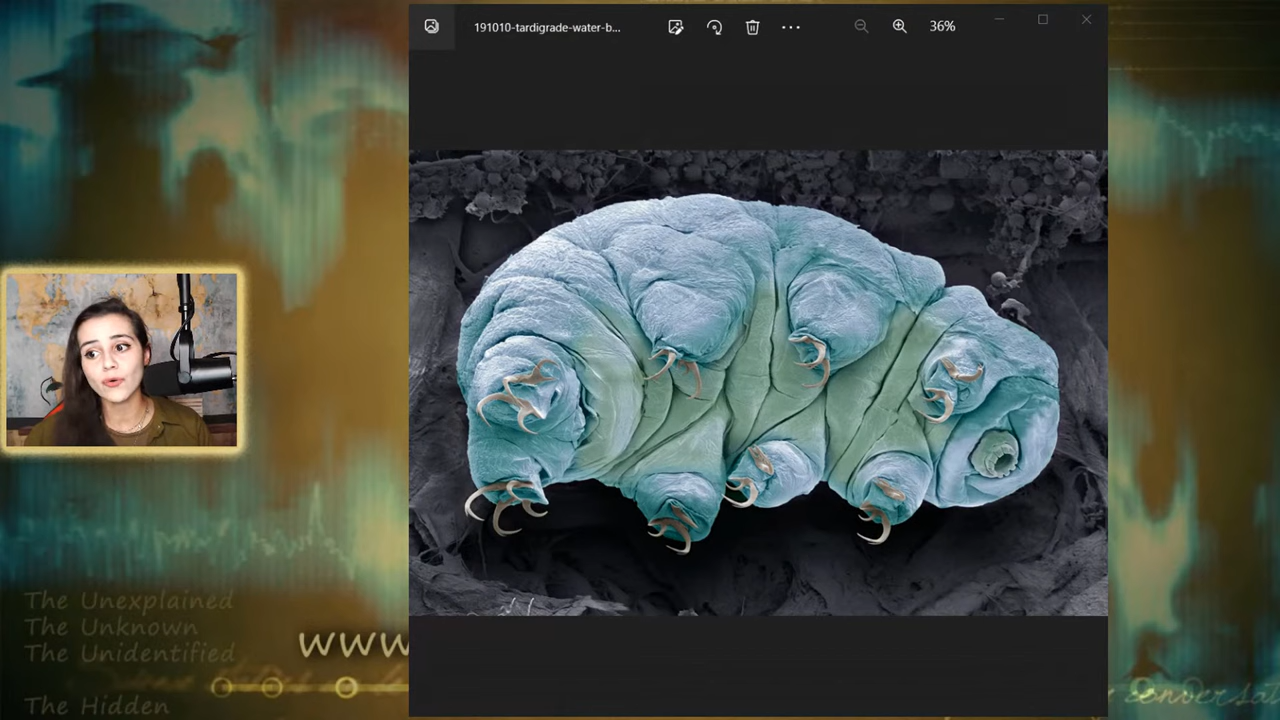 191010-tardigrade-water-b...
36%
The Unexplained
The Unknown
The Unidentified
www
The Hidden